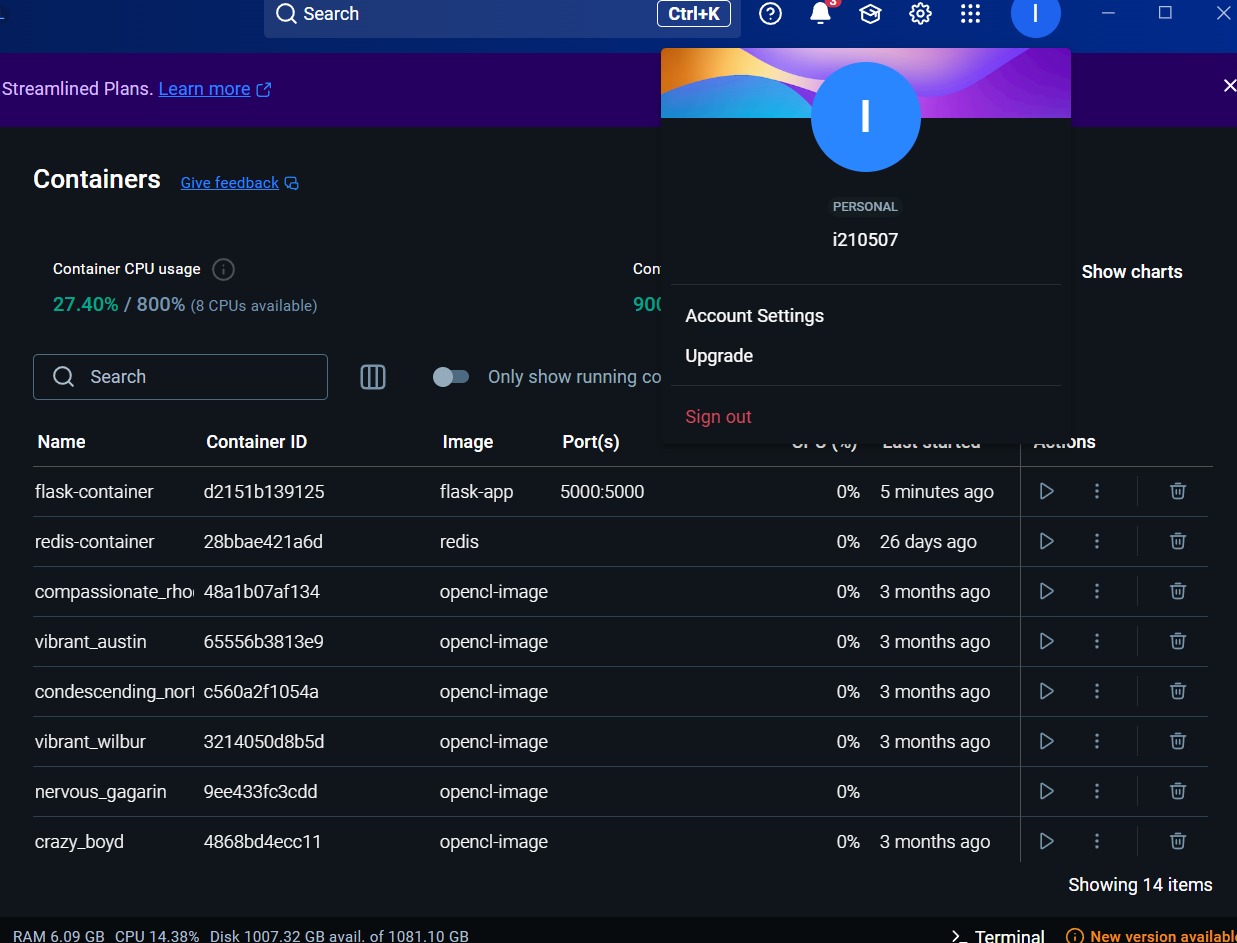 Search Ctrl+K 3 I
Streamlined Plans. Learn more
I
PERSONAL
i210507
Containers Give feedback
Container CPU usage
27.40% / 800% (8 CPUs available)
Show charts
Account Settings
Upgrade
Sign out
Search Only show running co
Name Container ID Image Port(s) CPU (%) Last started Actions
flask-container d2151b139125 flask-app 5000:5000 0% 5 minutes ago
redis-container 28bbae421a6d redis 0% 26 days ago
compassionate_rho 48a1b07af134 opencl-image 0% 3 months ago
vibrant_austin 65556b3813e9 opencl-image 0% 3 months ago
condescending_nort c560a2f1054a opencl-image 0% 3 months ago
vibrant_wilbur 3214050d8b5d opencl-image 0% 3 months ago
nervous_gagarin 9ee433fc3cdd opencl-image 0%
crazy_boyd 4868bd4ecc11 opencl-image 0% 3 months ago
Showing 14 items
RAM 6.09 GB CPU 14.38% Disk 1007.32 GB avail. of 1081.10 GB >_ Terminal New version available